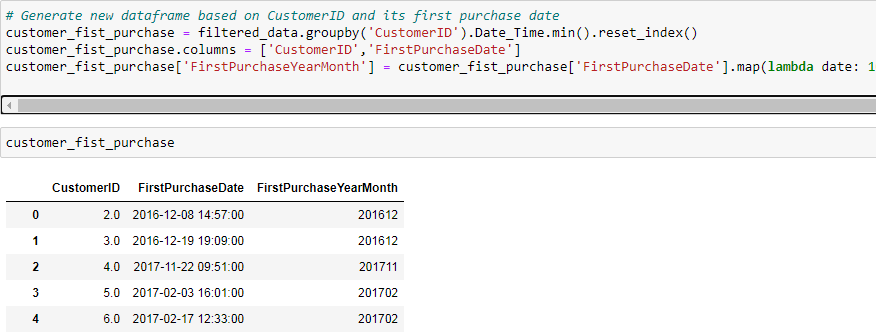 # Generate new dataframe based on CustomerID and its first purchase date
customer_fist_purchase = filtered_data.groupby('CustomerID').Date_Time.min().reset_index()
customer_fist_purchase.columns = ['CustomerID','FirstPurchaseDate']
customer_fist_purchase['FirstPurchaseYearMonth'] = customer_fist_purchase['FirstPurchaseDate'].map(lambda date: 1
customer_fist_purchase
CustomerID FirstPurchaseDate FirstPurchaseYearMonth
0 2.0 2016-12-08 14:57:00 201612
1 3.0 2016-12-19 19:09:00 201612
2 4.0 2017-11-22 09:51:00 201711
3 5.0 2017-02-03 16:01:00 201702
4 6.0 2017-02-17 12:33:00 201702